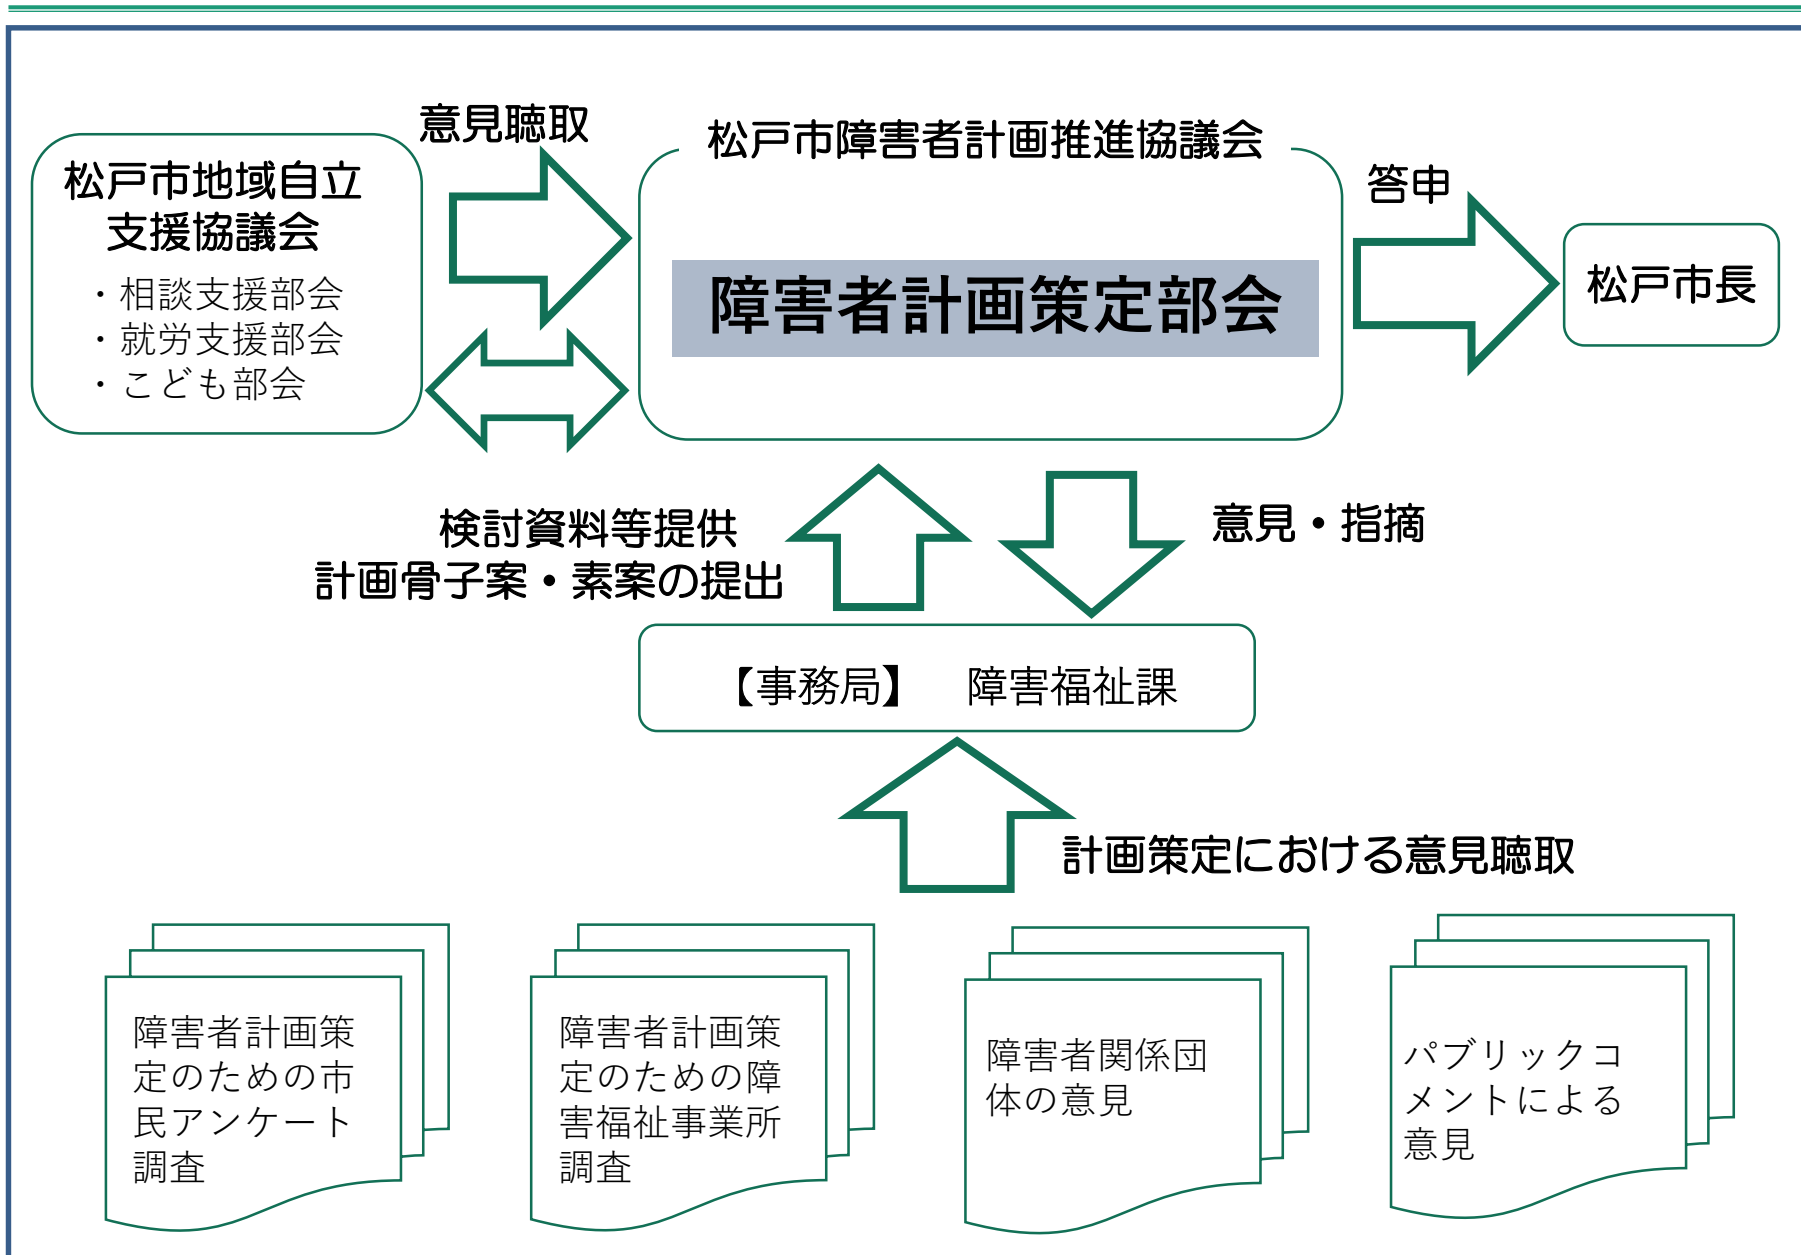 意見聴取
松戸市地域自立
支援協議会
・相談支援部会
・就労支援部会
・こども部会
松戸市障害者計画推進協議会
障害者計画策定部会
答申
松戸市長
検討資料等提供
計画骨子案・素案の提出
意見・指摘
【事務局】　障害福祉課
計画策定における意見聴取
障害者計画策
定のための市
民アンケート
調査
障害者計画策
定のための障
害福祉事業所
調査
障害者関係団
体の意見
パブリックコ
メントによる
意見